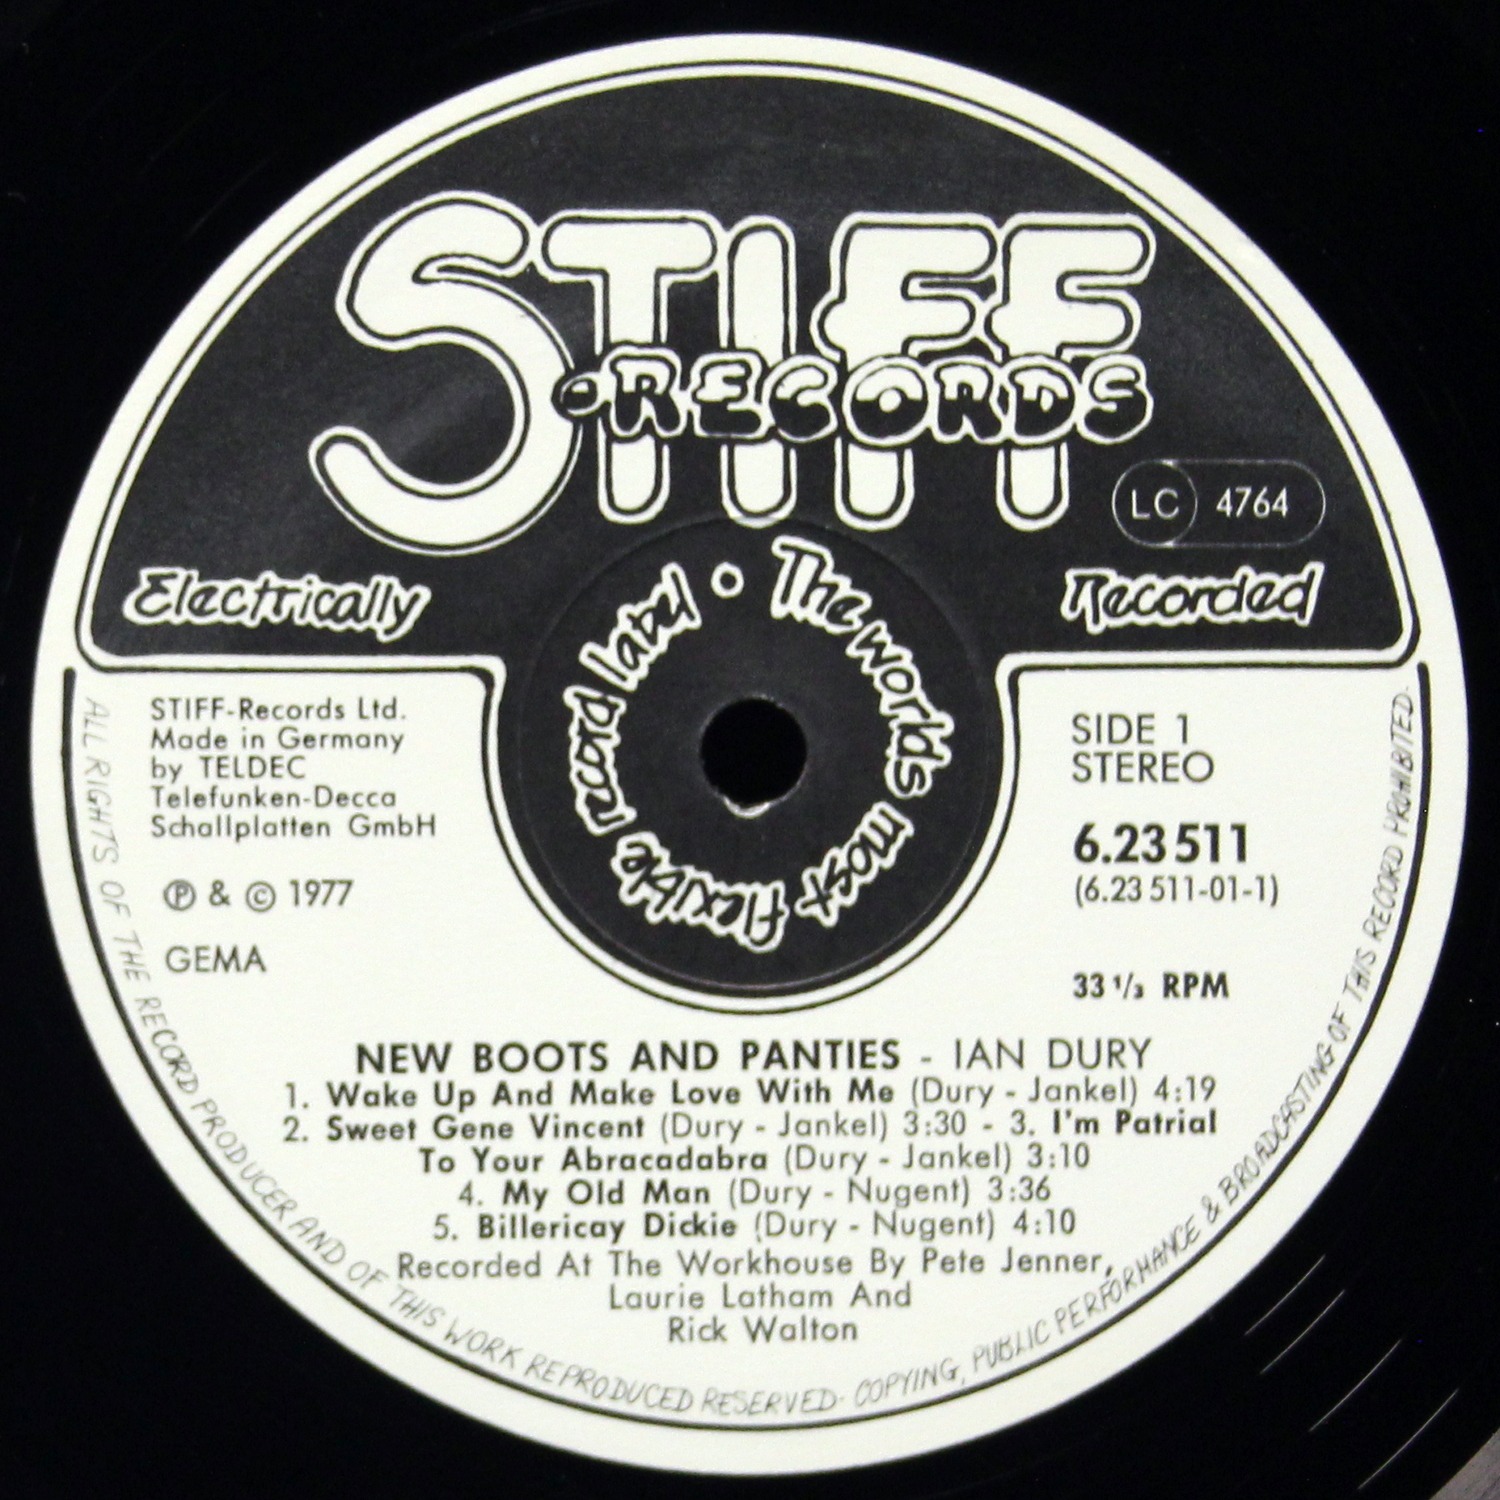 STIFF
·RECORDS
LC 4764
Electrically
Recorded
The worlds most flexible record label ·
STIFF-Records Ltd.
Made in Germany
by TELDEC
Telefunken-Decca
Schallplatten GmbH
℗ & © 1977
GEMA
SIDE 1
STEREO
6.23 511
(6.23 511-01-1)
33 1/3 RPM
NEW BOOTS AND PANTIES - IAN DURY
1. Wake Up And Make Love With Me (Dury - Jankel) 4:19
2. Sweet Gene Vincent (Dury - Jankel) 3:30 - 3. I'm Patrial
To Your Abracadabra (Dury - Jankel) 3:10
4. My Old Man (Dury - Nugent) 3:36
5. Billericay Dickie (Dury - Nugent) 4:10
Recorded At The Workhouse By Pete Jenner,
Laurie Latham And
Rick Walton
ALL RIGHTS OF THE RECORD PRODUCER AND OF THIS WORK REPRODUCED RESERVED· COPYING, PUBLIC PERFORMANCE & BROADCASTING OF THIS RECORD PROHIBITED·